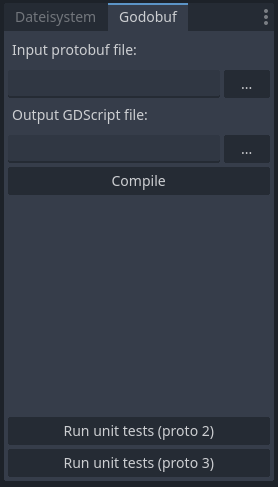 Dateisystem Godobuf
Input protobuf file:
...
Output GDScript file:
...
Compile
Run unit tests (proto 2)
Run unit tests (proto 3)